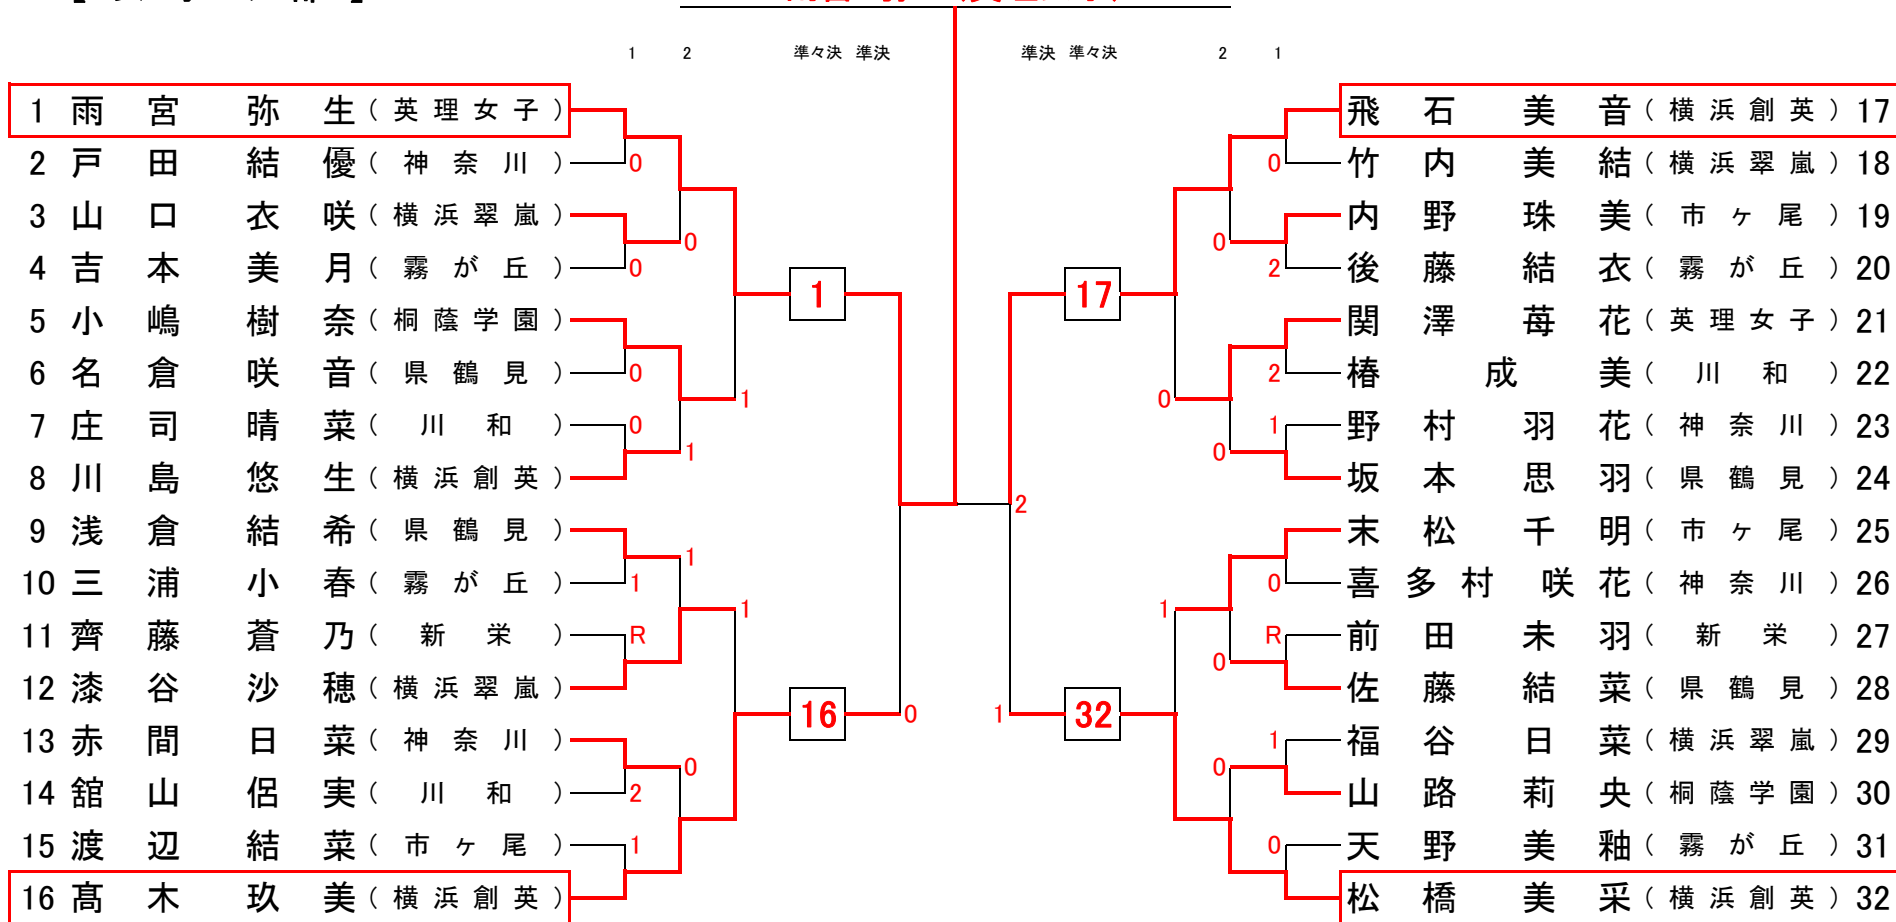 1 2 準々決 準決 準決 準々決 2 1
1 雨宮 弥生 (英理女子)
2 戸田 結優 (神奈川) 0
3 山口 衣咲 (横浜翠嵐) 0
4 吉本 美月 (霧が丘) 0
1
5 小嶋 樹奈 (桐蔭学園)
6 名倉 咲音 (県鶴見) 0
1
7 庄司 晴菜 (川和) 0
1
8 川島 悠生 (横浜創英)
9 浅倉 結希 (県鶴見)
1
10 三浦 小春 (霧が丘) 1
1
11 齊藤 蒼乃 (新栄) R
12 漆谷 沙穂 (横浜翠嵐)
16 0
13 赤間 日菜 (神奈川)
0
14 舘山 侶実 (川和) 2
15 渡辺 結菜 (市ヶ尾) 1
16 髙木 玖美 (横浜創英)
飛石 美音 (横浜創英) 17
0 竹内 美結 (横浜翠嵐) 18
内野 珠美 (市ヶ尾) 19
0
2 後藤 結衣 (霧が丘) 20
17
関澤 苺花 (英理女子) 21
2 椿 成美 (川和) 22
0
1 野村 羽花 (神奈川) 23
0
坂本 思羽 (県鶴見) 24
2
末松 千明 (市ヶ尾) 25
0 喜多村 咲花 (神奈川) 26
1
R 前田 未羽 (新栄) 27
0
佐藤 結菜 (県鶴見) 28
1 32
1 福谷 日菜 (横浜翠嵐) 29
0
山路 莉央 (桐蔭学園) 30
0 天野 美釉 (霧が丘) 31
松橋 美采 (横浜創英) 32